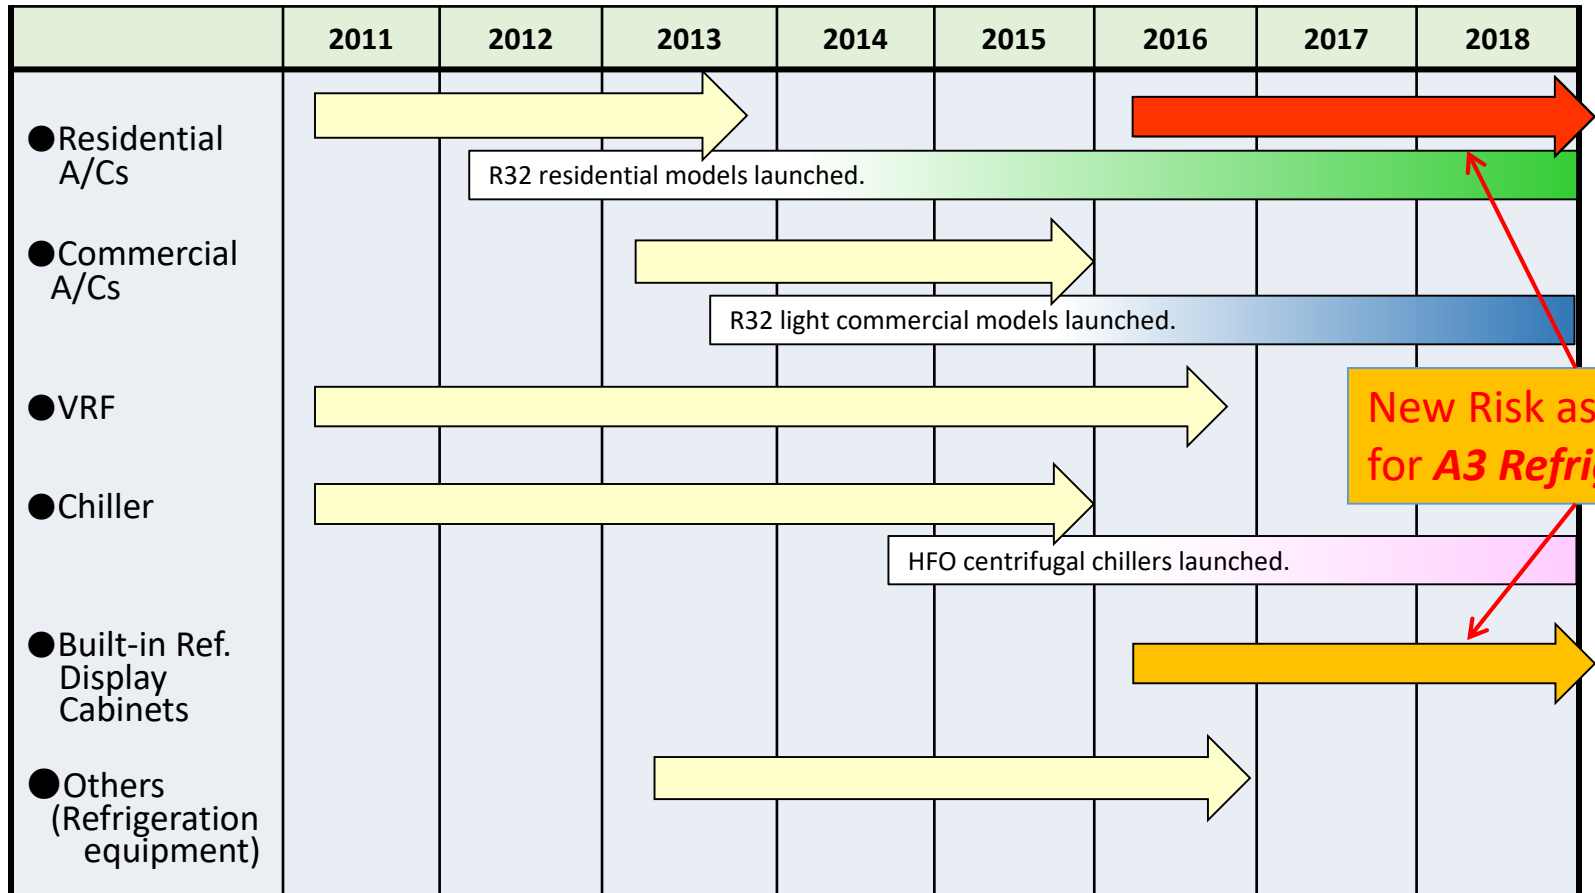 2011 2012 2013 2014 2015 2016 2017 2018
●Residential
A/Cs
R32 residential models launched.
●Commercial
A/Cs
R32 light commercial models launched.
●VRF
New Risk as
for A3 Refri
●Chiller
HFO centrifugal chillers launched.
●Built-in Ref.
Display
Cabinets
●Others
(Refrigeration
equipment)